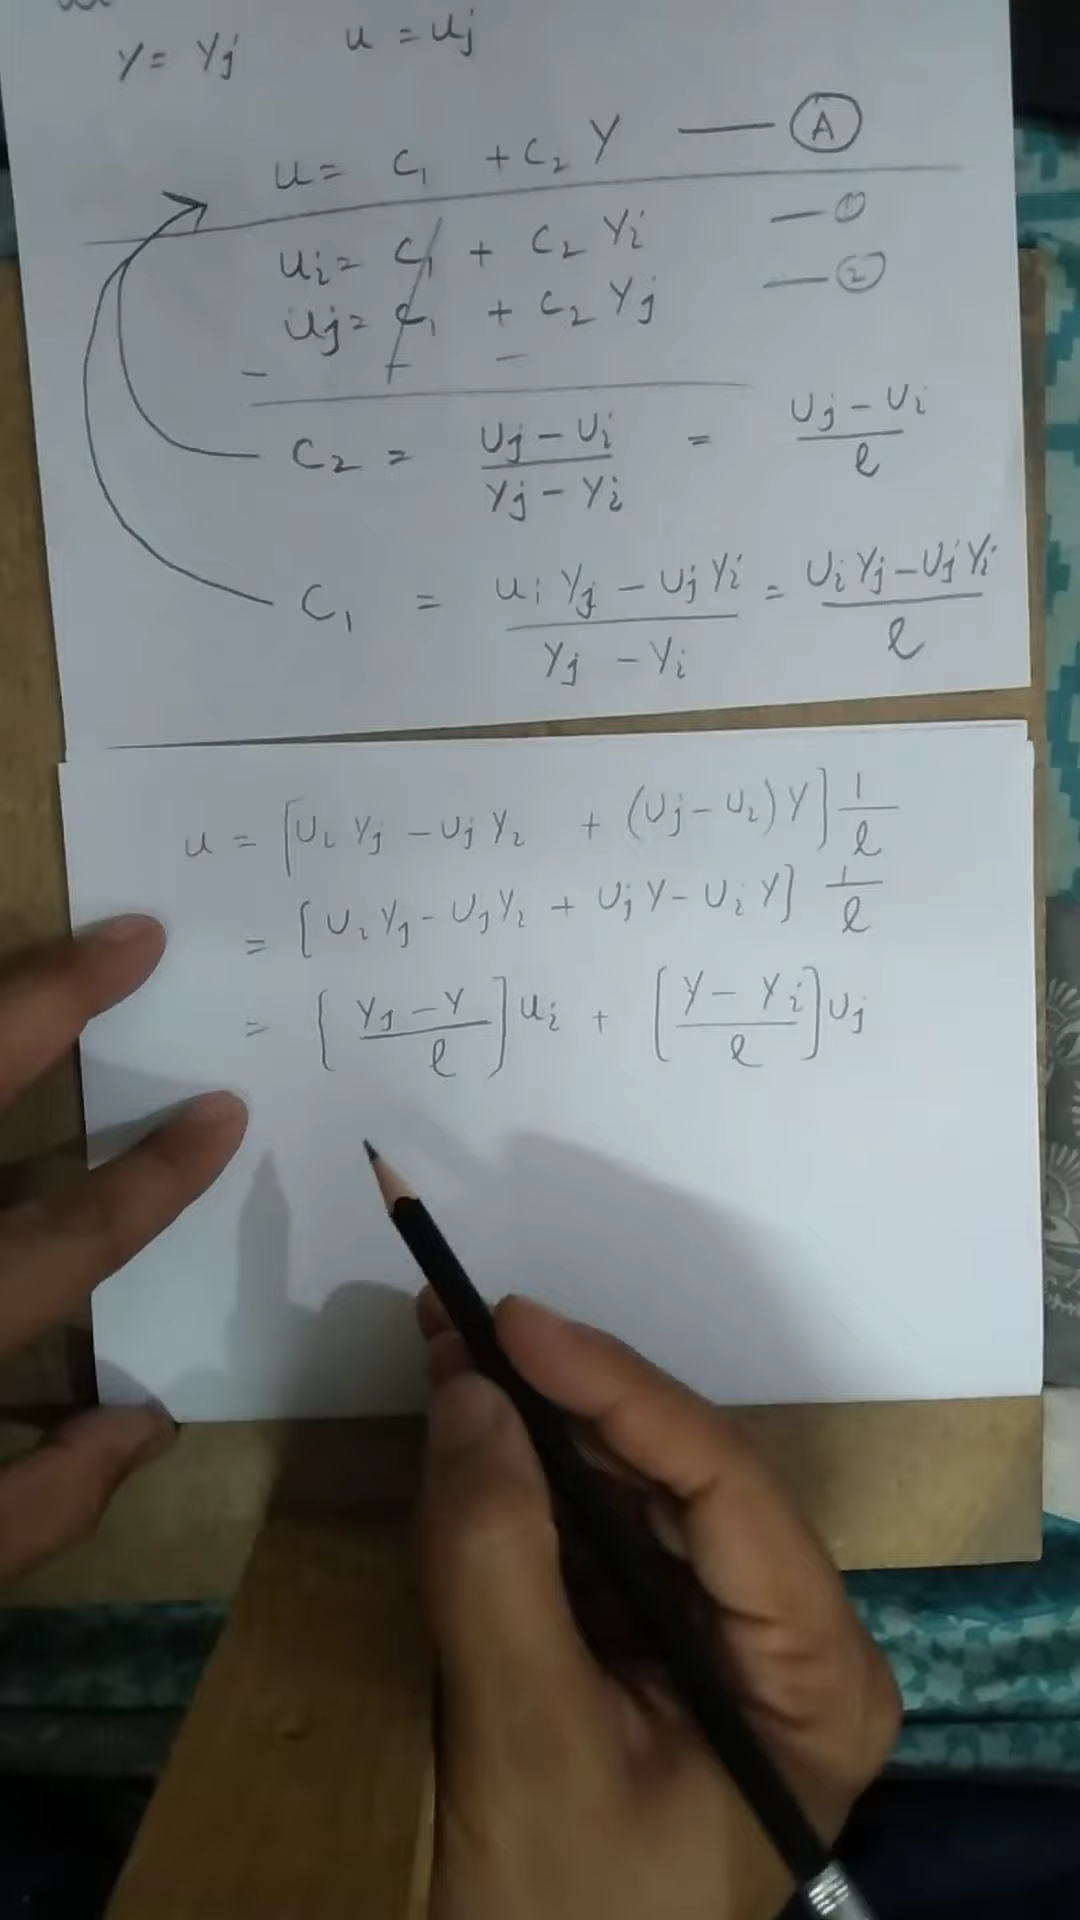 Y = Yj u = uj
u = C₁ + C₂ Y — A
ui = C₁ + C₂ Yi — 1
uj = C₁ + C₂ Yj — 2
- - -
C₂ = (Uj - Ui)/(Yj - Yi) = (Uj - Ui)/l
C₁ = (ui Yj - Uj Yi)/(Yj - Yi) = (Ui Yj - Uj Yi)/l
u = [Ui Yj - Uj Yi + (Uj - Ui) Y] 1/l
= [Ui Yj - Uj Yi + Uj Y - Ui Y] 1/l
= [(Yj - Y)/l] ui + [(Y - Yi)/l] Uj